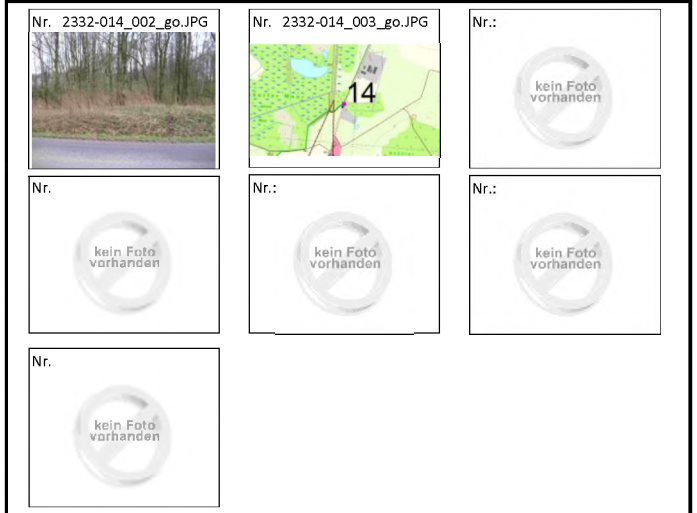 Nr. 2332-014_002_go.JPG
Nr. 2332-014_003_go.JPG
Nr.:
14
kein Foto
vorhanden
Nr.
Nr.:
Nr.:
kein Foto
vorhanden
kein Foto
vorhanden
kein Foto
vorhanden
Nr.
kein Foto
vorhanden